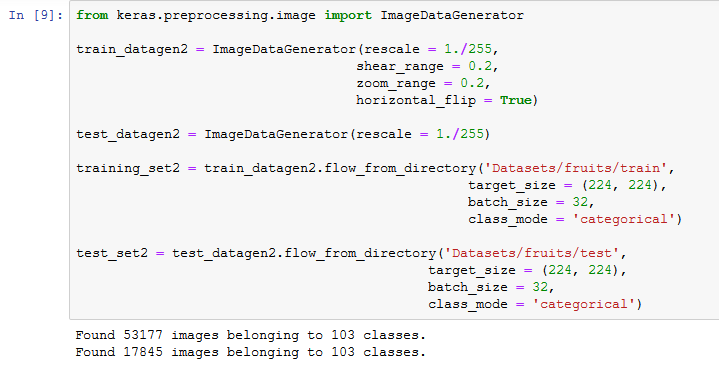 In [9]: from keras.preprocessing.image import ImageDataGenerator
train_datagen2 = ImageDataGenerator(rescale = 1./255,
shear_range = 0.2,
zoom_range = 0.2,
horizontal_flip = True)
test_datagen2 = ImageDataGenerator(rescale = 1./255)
training_set2 = train_datagen2.flow_from_directory('Datasets/fruits/train',
target_size = (224, 224),
batch_size = 32,
class_mode = 'categorical')
test_set2 = test_datagen2.flow_from_directory('Datasets/fruits/test',
target_size = (224, 224),
batch_size = 32,
class_mode = 'categorical')
Found 53177 images belonging to 103 classes.
Found 17845 images belonging to 103 classes.